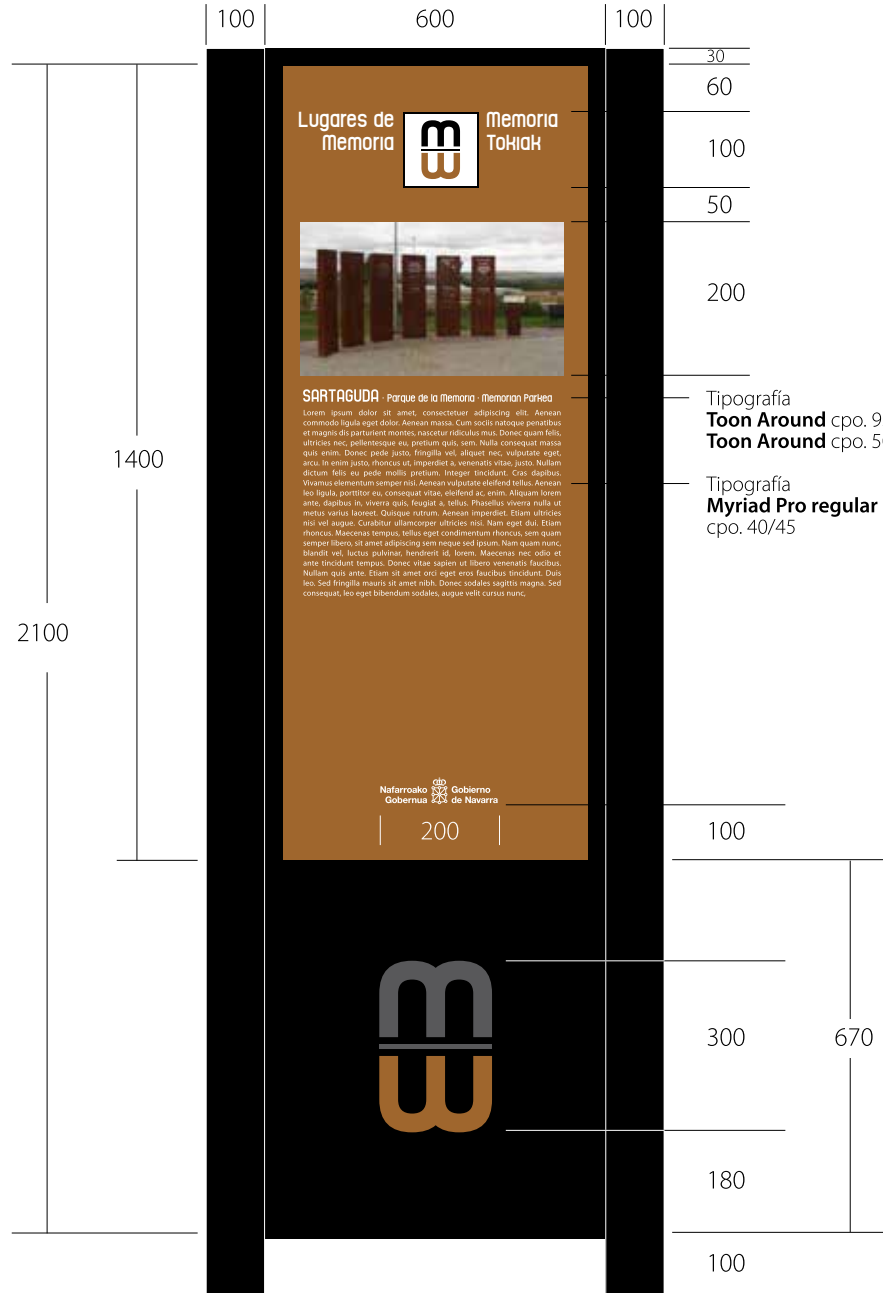 100
600
100
30
60
100
50
200
Lugares de
Memoria
Memoria
Tokiak
SARTAGUDA · Parque de la Memoria · Memorian Parkea
Lorem ipsum dolor sit amet, consectetuer adipiscing elit. Aenean
commodo ligula eget dolor. Aenean massa. Cum sociis natoque penatibus
et magnis dis parturient montes, nascetur ridiculus mus. Donec quam felis,
ultricies nec, pellentesque eu, pretium quis, sem. Nulla consequat massa
quis enim. Donec pede justo, fringilla vel, aliquet nec, vulputate eget,
arcu. In enim justo, rhoncus ut, imperdiet a, venenatis vitae, justo. Nullam
dictum felis eu pede mollis pretium. Integer tincidunt. Cras dapibus.
Vivamus elementum semper nisi. Aenean vulputate eleifend tellus. Aenean
leo ligula, porttitor eu, consequat vitae, eleifend ac, enim. Aliquam lorem
ante, dapibus in, viverra quis, feugiat a, tellus. Phasellus viverra nulla ut
metus varius laoreet. Quisque rutrum. Aenean imperdiet. Etiam ultricies
nisi vel augue. Curabitur ullamcorper ultricies nisi. Nam eget dui. Etiam
rhoncus. Maecenas tempus, tellus eget condimentum rhoncus, sem quam
semper libero, sit amet adipiscing sem neque sed ipsum. Nam quam nunc,
blandit vel, luctus pulvinar, hendrerit id, lorem. Maecenas nec odio et
ante tincidunt tempus. Donec vitae sapien ut libero venenatis faucibus.
Nullam quis ante. Etiam sit amet orci eget eros faucibus tincidunt. Duis
leo. Sed fringilla mauris sit amet nibh. Donec sodales sagittis magna. Sed
consequat, leo eget bibendum sodales, augue velit cursus nunc,
Tipografía
Toon Around cpo. 9
Toon Around cpo. 50
Tipografía
Myriad Pro regular
cpo. 40/45
1400
2100
Nafarroako
Gobernua
Gobierno
de Navarra
200
100
300
670
180
100